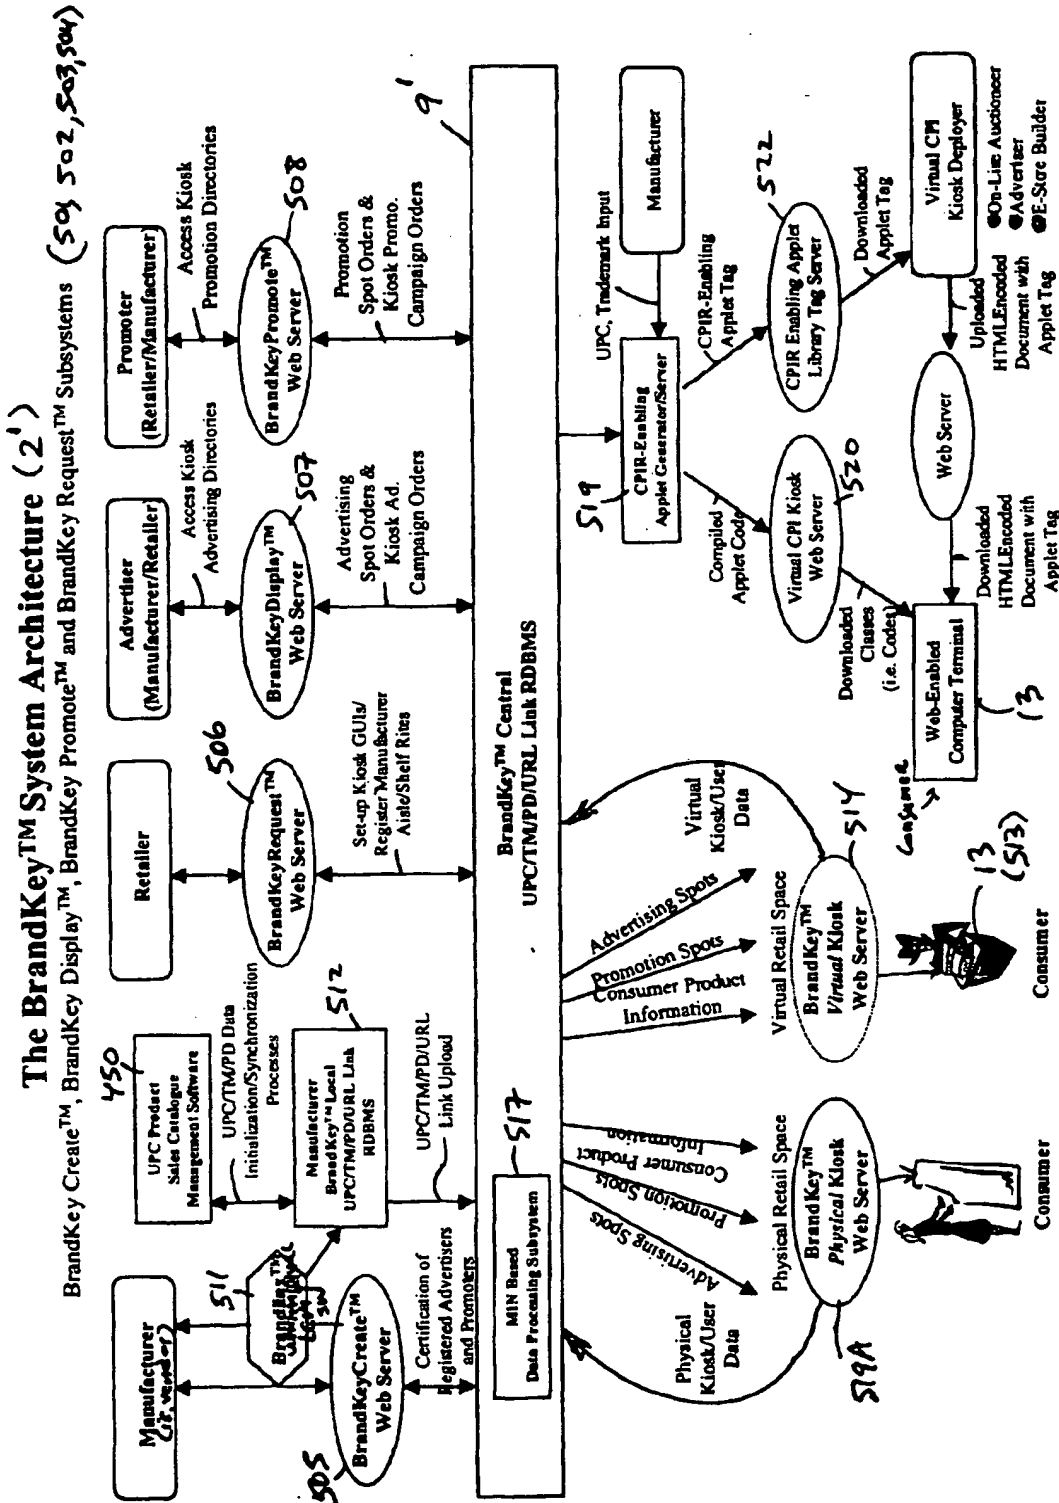 The BrandKey™ System Architecture (2')
BrandKey Create™, BrandKey Display™, BrandKey Promote™ and BrandKey Request™ Subsystems (501, 502, 503, 504)
Manufacturer
(i.e. vendor)
511
BrandKey™
505
BrandKeyCreate™
Web Server
Certification of
Registered Advertisers
and Promoters
450
UPC Product
Sales Catalogue
Management Software
UPC/TM/PD Data
Initialization/Synchronization
Processes
512
Manufacturer
BrandKey™ Local
UPC/TM/PD/URL Link
RDBMS
UPC/TM/PD/URL
Link Upload
Retailer
506
BrandKeyRequest™
Web Server
Set-up Kiosk GUIs/
Register Manufacturer
Aisle/Shelf Rites
Advertiser
(Manufacturer/Retailer)
Access Kiosk
Advertising Directories
507
BrandKeyDisplay™
Web Server
Advertising
Spot Orders &
Kiosk Ad.
Campaign Orders
Promoter
(Retailer/Manufacturer)
Access Kiosk
Promotion Directories
508
BrandKeyPromote™
Web Server
Promotion
Spot Orders &
Kiosk Promo.
Campaign Orders
9'
BrandKey™ Central
UPC/TM/PD/URL Link RDBMS
517
MIN Based
Data Processing Subsystem
Physical
Kiosk/User
Data
Advertising Spots
Promotion Spots
Consumer Product
Information
Physical Retail Space
BrandKey™
Physical Kiosk
Web Server
519A
Consumer
Advertising Spots
Promotion Spots
Consumer Product
Information
Virtual
Kiosk/User
Data
Virtual Retail Space
BrandKey™
Virtual Kiosk
Web Server
514
13
(513)
Consumer
UPC, Trademark Input
Manufacturer
519
CPIR-Enabling
Applet Generator/Server
Compiled
Applet Code
CPIR-Enabling
Applet Tag
Virtual CPI Kiosk
Web Server
520
CPIR Enabling Applet
Library Tag Server
522
Downloaded
Classes
(i.e. Codes)
Downloaded
Applet Tag
Consumer
Web-Enabled
Computer Terminal
13
Downloaded
HTMLEncoded
Document with
Applet Tag
Web Server
Uploaded
HTMLEncoded
Document with
Applet Tag
Virtual CPI
Kiosk Deployer
●On-Line Auctioneer
●Advertiser
●E-Store Builder